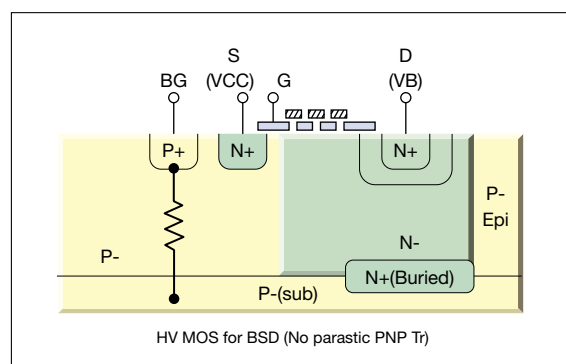 S
D
BG
(VCC)
G
(VB)
P+
N+
N+
P-
Epi
P-
N-
N+(Buried)
P-(sub)
HV MOS for BSD (No parastic PNP Tr)